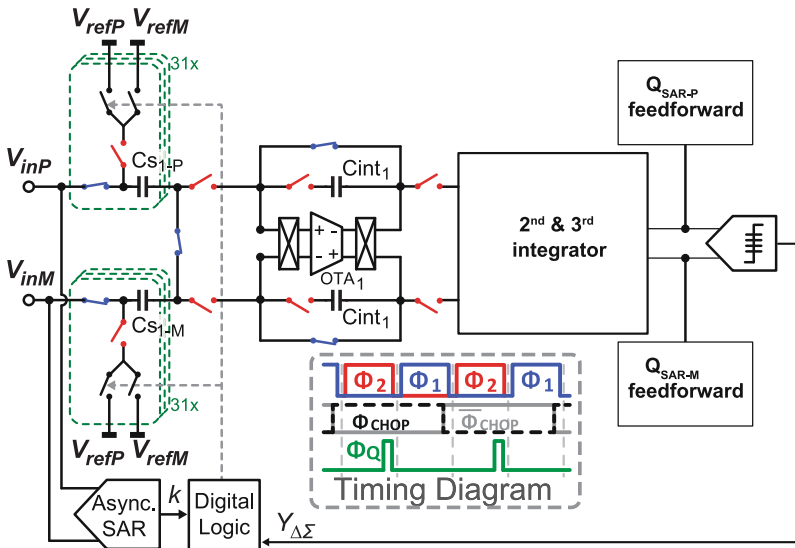 VrefP VrefM
31x
VinP
Cs1-P
Cint1
QSAR-P
feedforward
2nd & 3rd
integrator
+ -
- +
OTA1
VinM
Cs1-M
Cint1
31x
VrefP VrefM
QSAR-M
feedforward
Φ2 Φ1 Φ2 Φ1
ΦCHOP Φ̅CHOP
ΦQ
Timing Diagram
Async.
SAR
k
Digital
Logic
YΔΣ